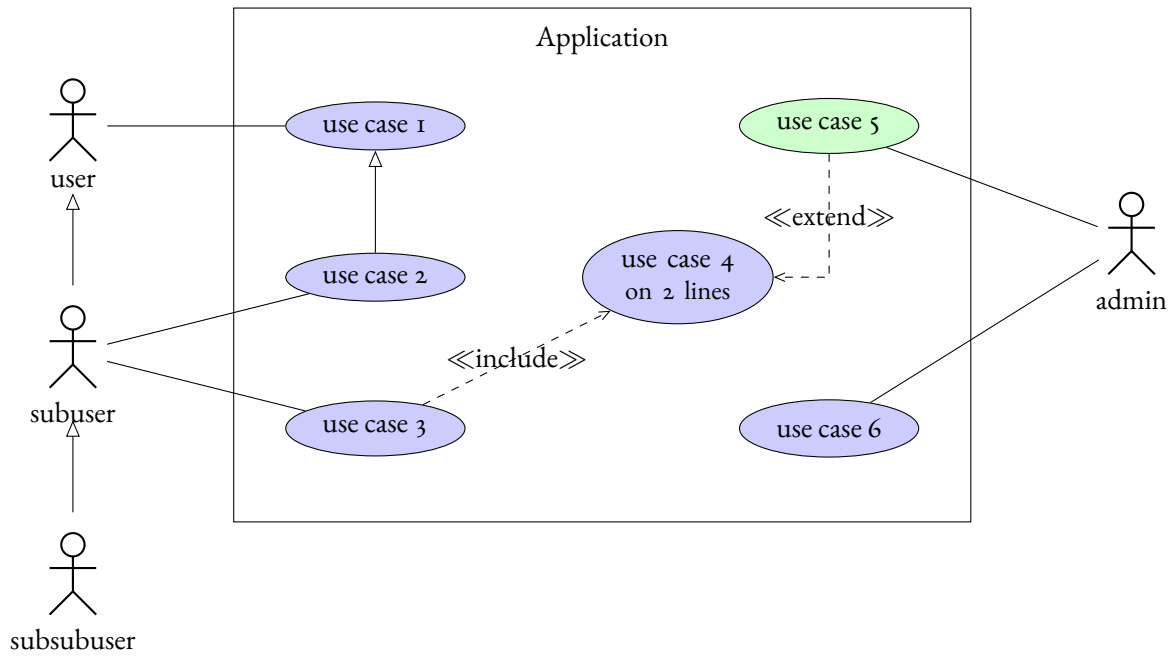 Application
use case 1
use case 5
user
≪extend≫
use case 4
on 2 lines
use case 2
admin
≪include≫
subuser
use case 3
use case 6
subsubuser